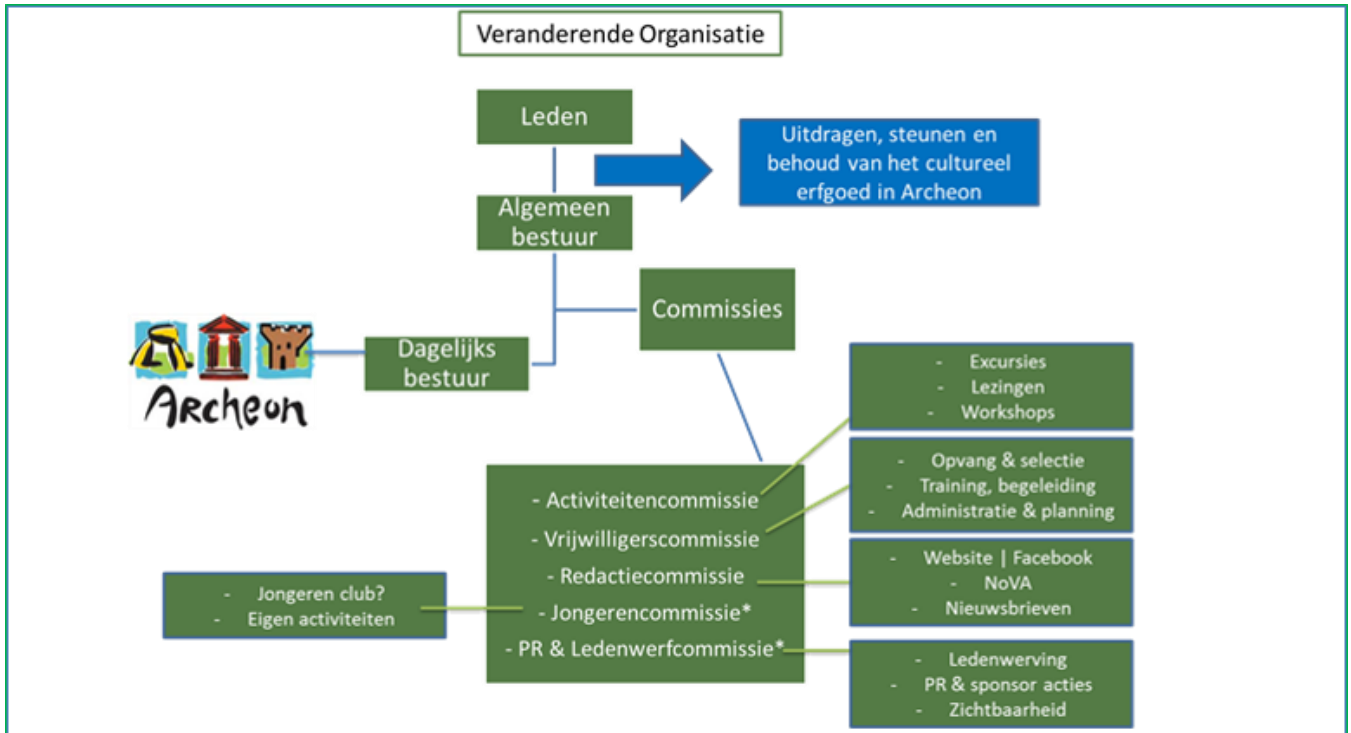 Veranderende Organisatie
Leden
Uitdragen, steunen en
behoud van het cultureel
erfgoed in Archeon
Algemeen
bestuur
Commissies
Dagelijks
bestuur
Archeon
- Excursies
- Lezingen
- Workshops
- Opvang & selectie
- Training, begeleiding
- Administratie & planning
- Activiteitencommissie
- Vrijwilligerscommissie
- Redactiecommissie
- Jongerencommissie*
- PR & Ledenwerfcommissie*
- Website | Facebook
- NoVA
- Nieuwsbrieven
- Jongeren club?
- Eigen activiteiten
- Ledenwerving
- PR & sponsor acties
- Zichtbaarheid